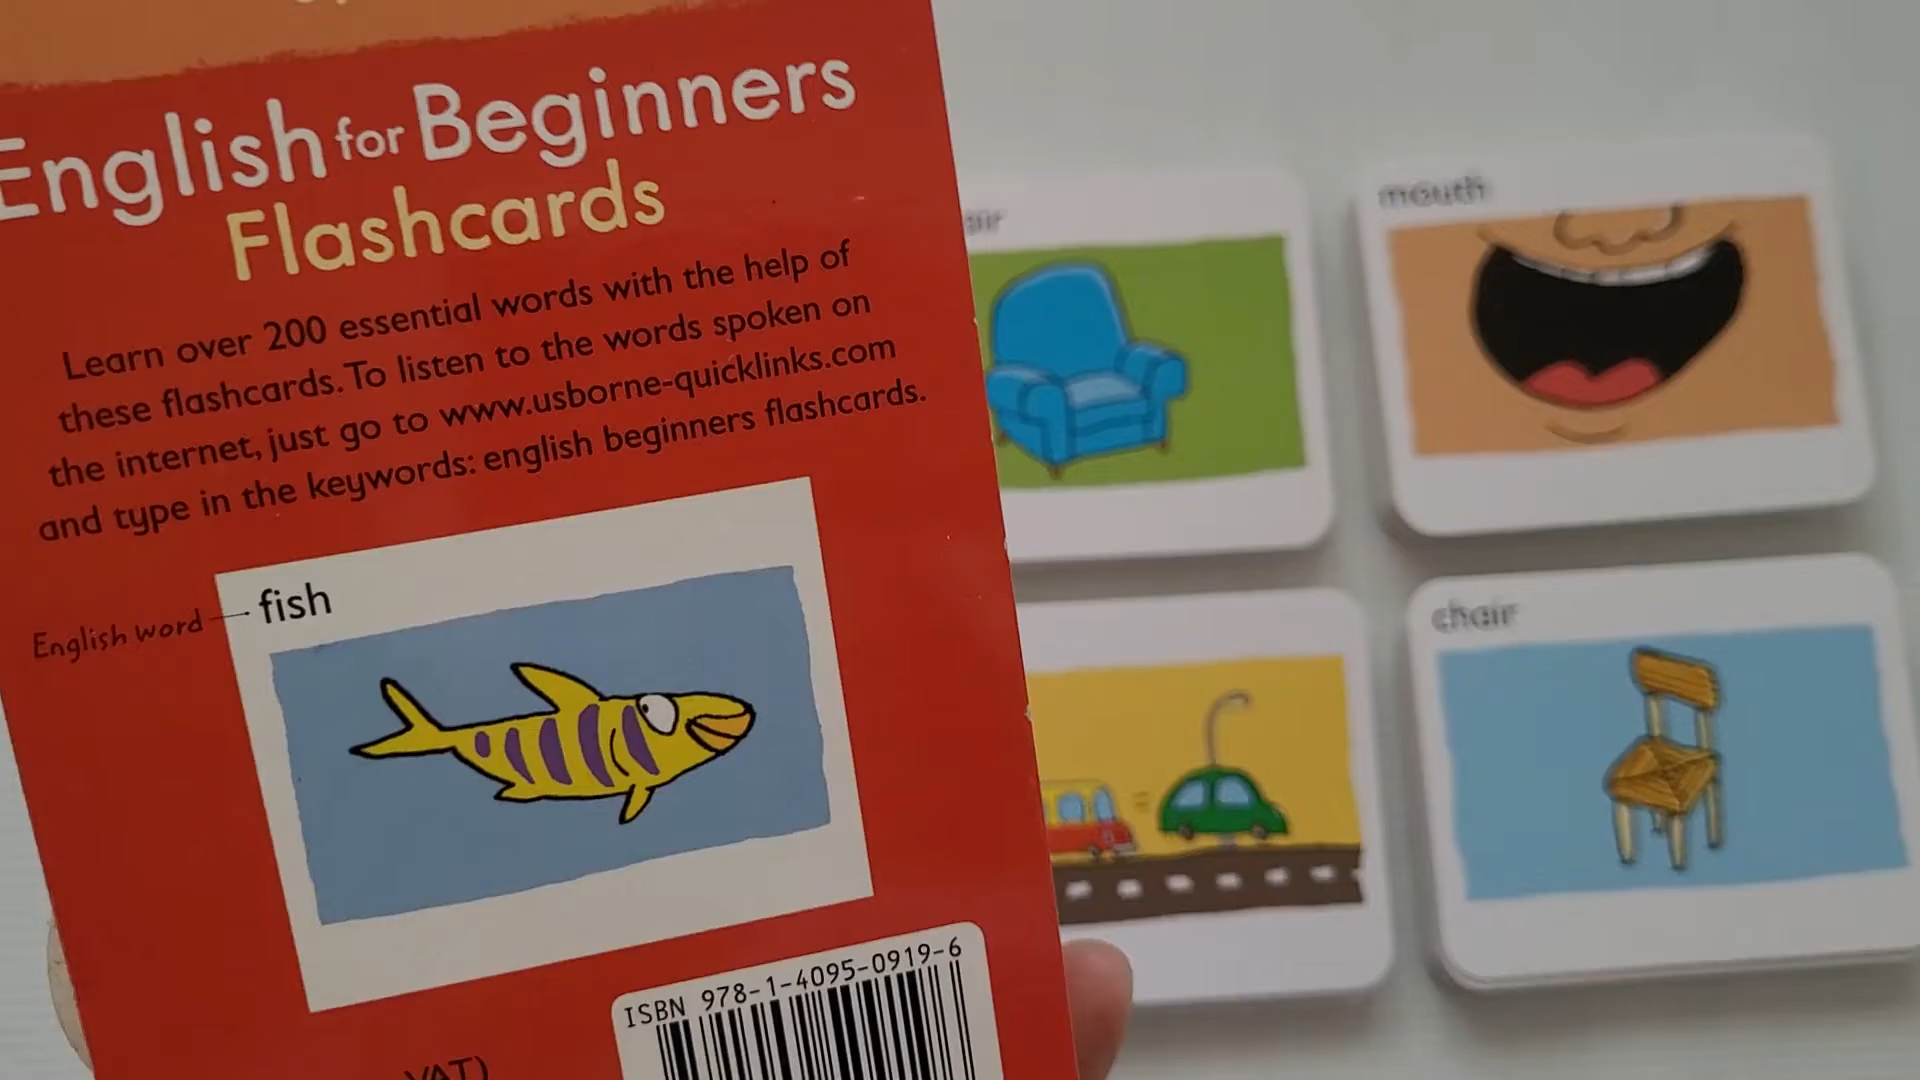 English for Beginners
Flashcards
Learn over 200 essential words with the help of
these flashcards. To listen to the words spoken on
the internet, just go to www.usborne-quicklinks.com
and type in the keywords: english beginners flashcards.
English word
fish
ISBN 978-1-4095-0919-6
VAT)
mouth
chair